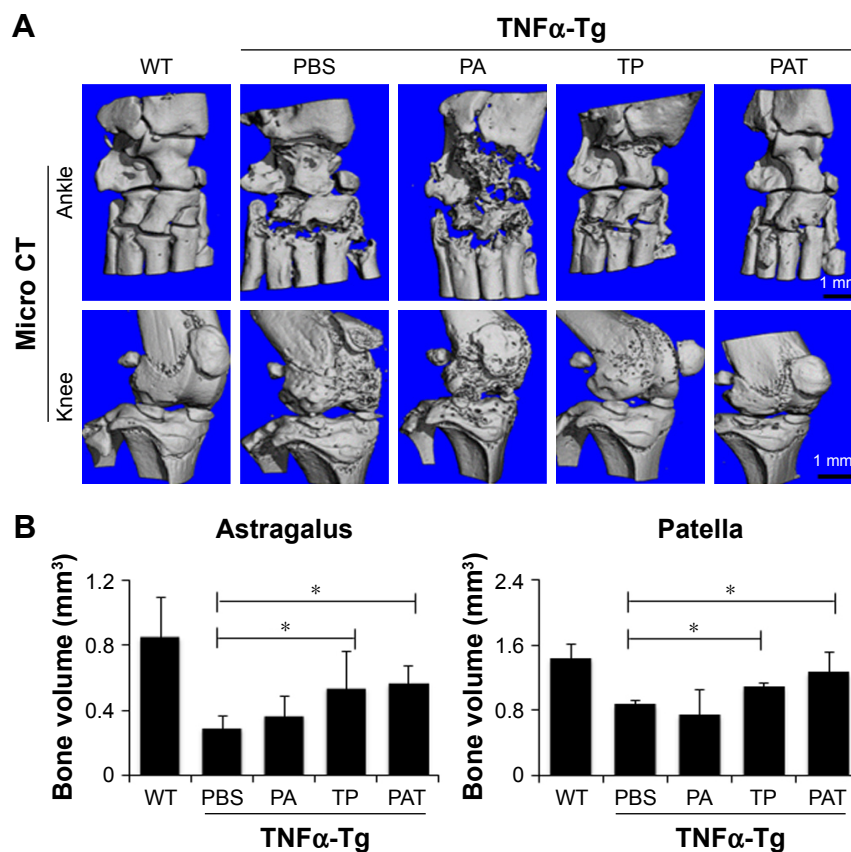 A
TNFα-Tg
WT PBS PA TP PAT
Micro CT
Ankle
1 mm
Knee
1 mm
B
Astragalus
Bone volume (mm³)
1.2
0.8
0.4
0
*
*
WT PBS PA TP PAT
TNFα-Tg
Patella
Bone volume (mm³)
2.4
1.6
0.8
0
*
*
WT PBS PA TP PAT
TNFα-Tg